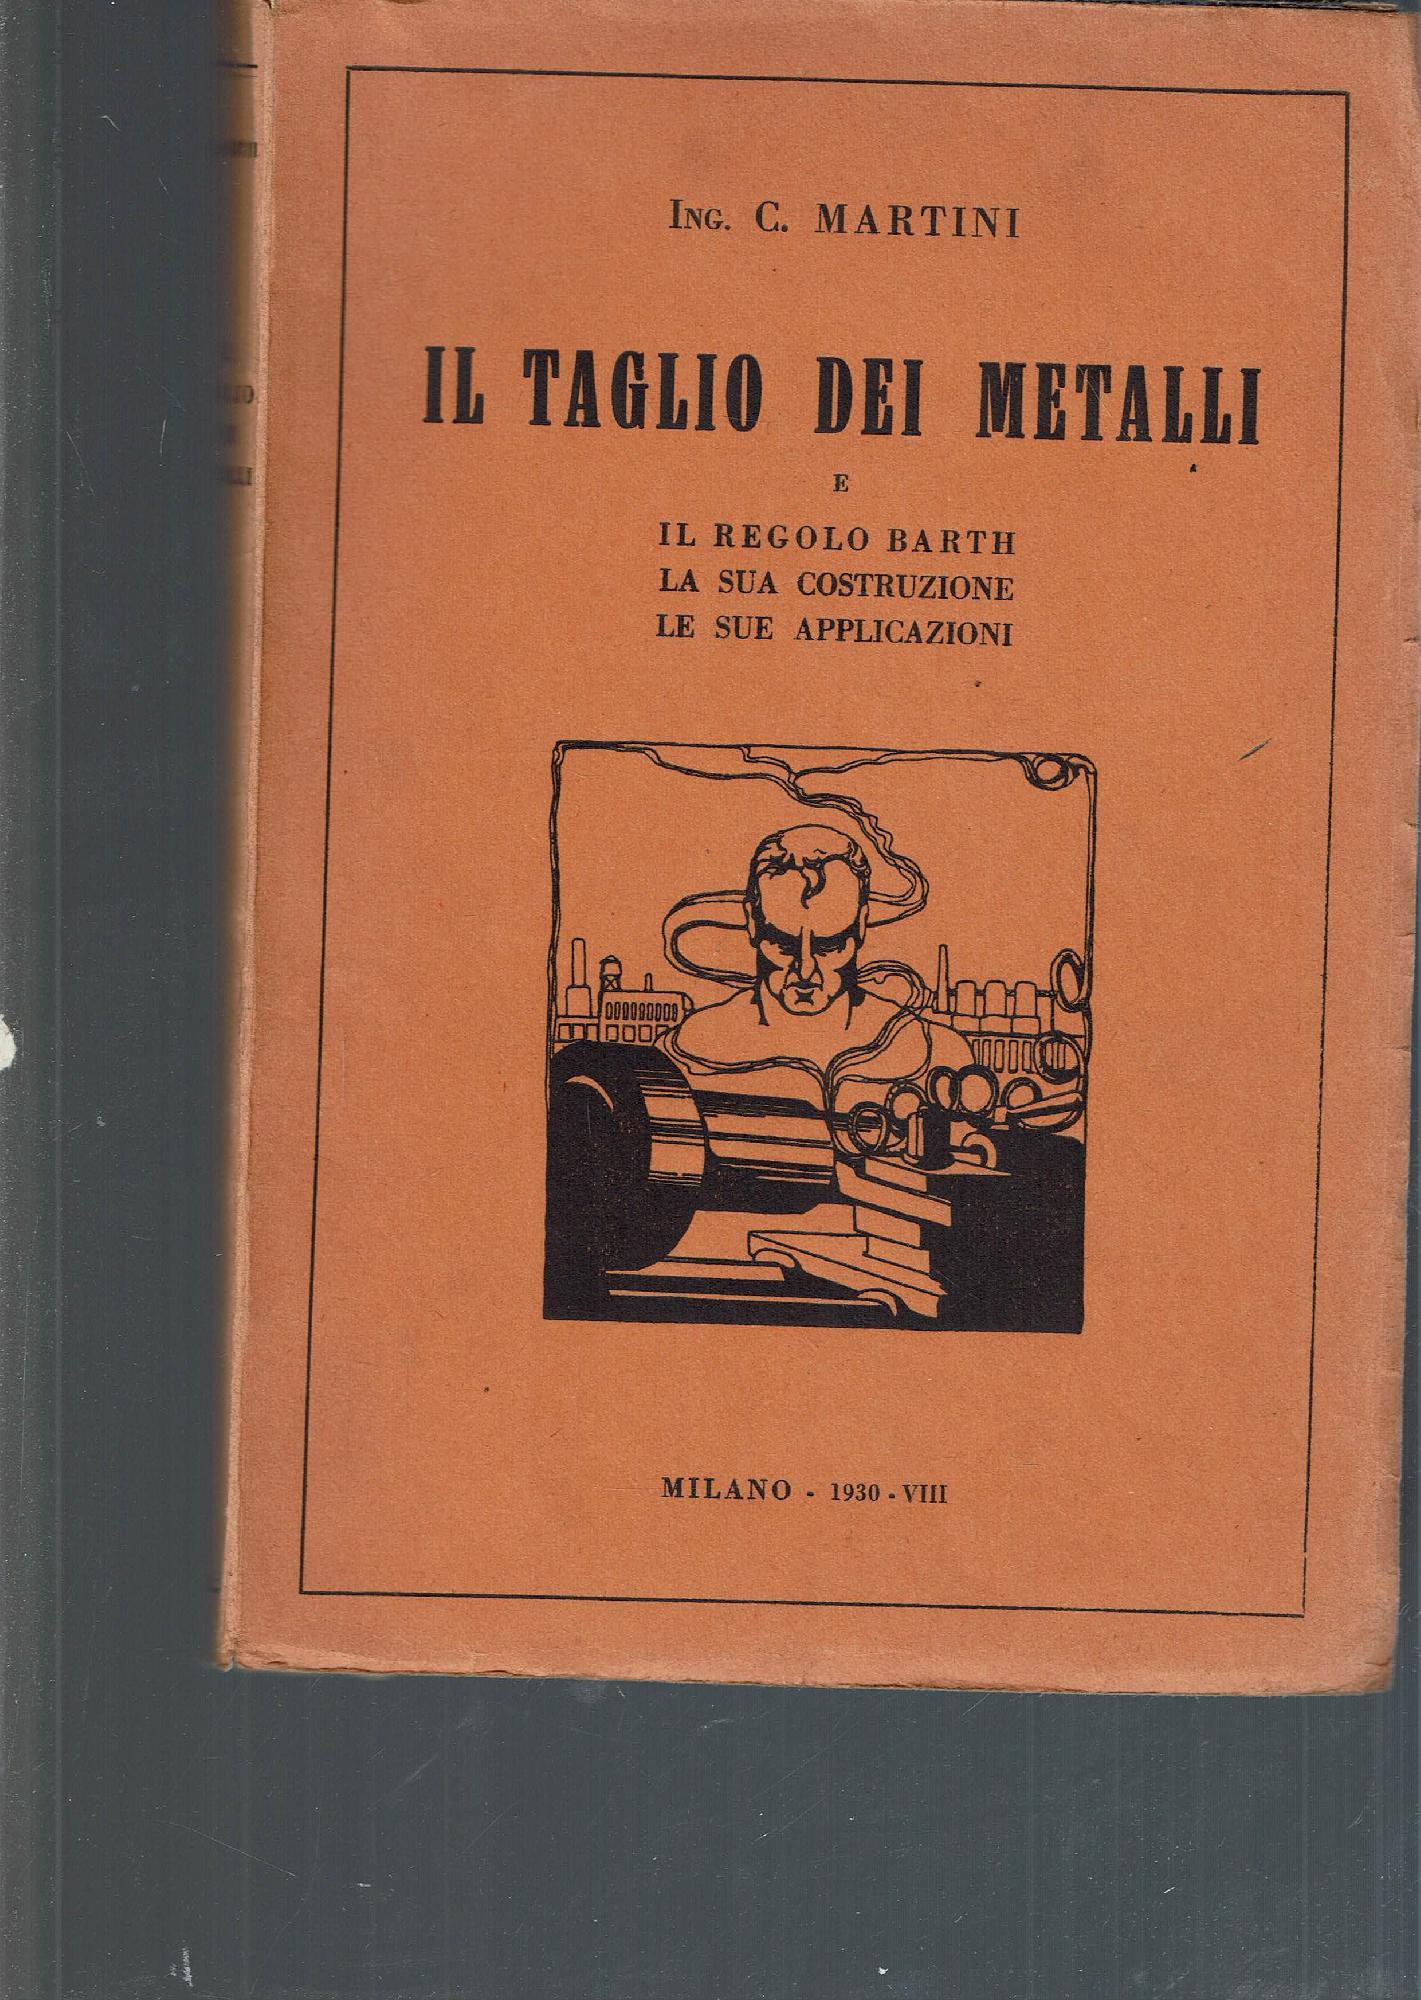 Ing. C. MARTINI
IL TAGLIO DEI METALLI
E
IL REGOLO BARTH
LA SUA COSTRUZIONE
LE SUE APPLICAZIONI
MILANO - 1930 - VIII